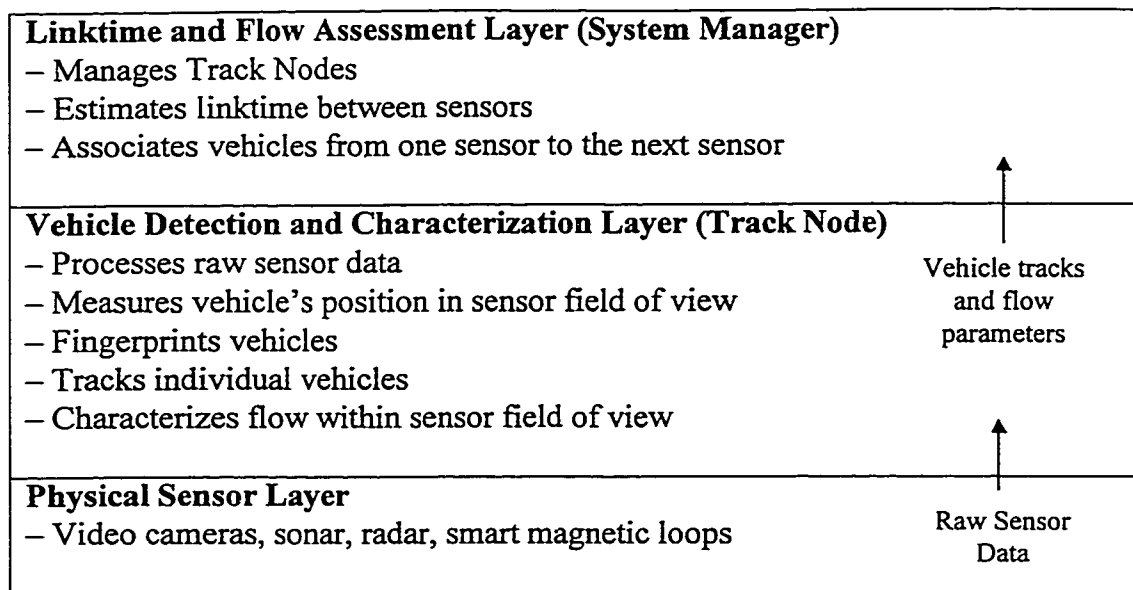 Linktime and Flow Assessment Layer (System Manager)
– Manages Track Nodes
– Estimates linktime between sensors
– Associates vehicles from one sensor to the next sensor
Vehicle Detection and Characterization Layer (Track Node)
– Processes raw sensor data
– Measures vehicle's position in sensor field of view
– Fingerprints vehicles
– Tracks individual vehicles
– Characterizes flow within sensor field of view
Vehicle tracks
and flow
parameters
Physical Sensor Layer
– Video cameras, sonar, radar, smart magnetic loops
Raw Sensor
Data